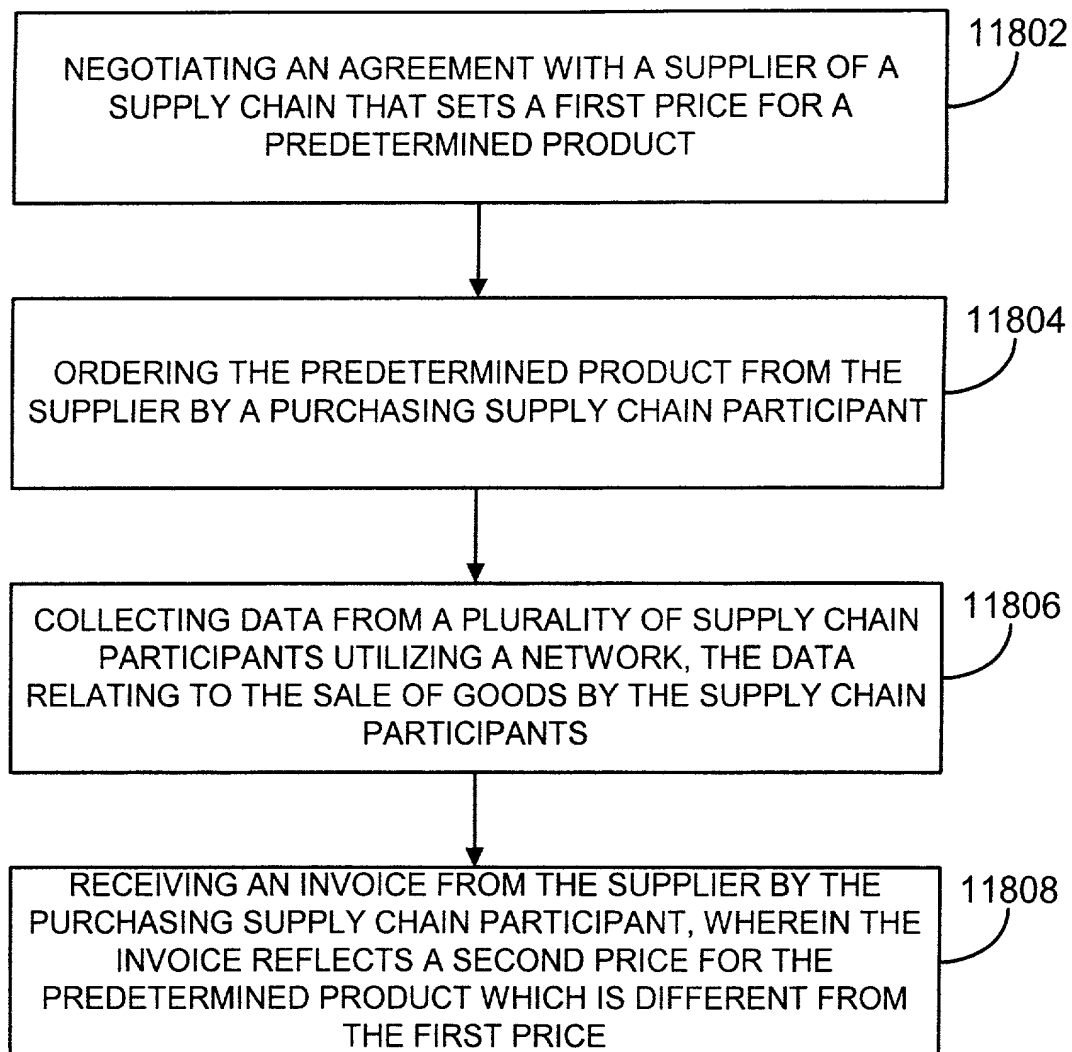 11802
NEGOTIATING AN AGREEMENT WITH A SUPPLIER OF A
SUPPLY CHAIN THAT SETS A FIRST PRICE FOR A
PREDETERMINED PRODUCT
11804
ORDERING THE PREDETERMINED PRODUCT FROM THE
SUPPLIER BY A PURCHASING SUPPLY CHAIN PARTICIPANT
11806
COLLECTING DATA FROM A PLURALITY OF SUPPLY CHAIN
PARTICIPANTS UTILIZING A NETWORK, THE DATA
RELATING TO THE SALE OF GOODS BY THE SUPPLY CHAIN
PARTICIPANTS
11808
RECEIVING AN INVOICE FROM THE SUPPLIER BY THE
PURCHASING SUPPLY CHAIN PARTICIPANT, WHEREIN THE
INVOICE REFLECTS A SECOND PRICE FOR THE
PREDETERMINED PRODUCT WHICH IS DIFFERENT FROM
THE FIRST PRICE